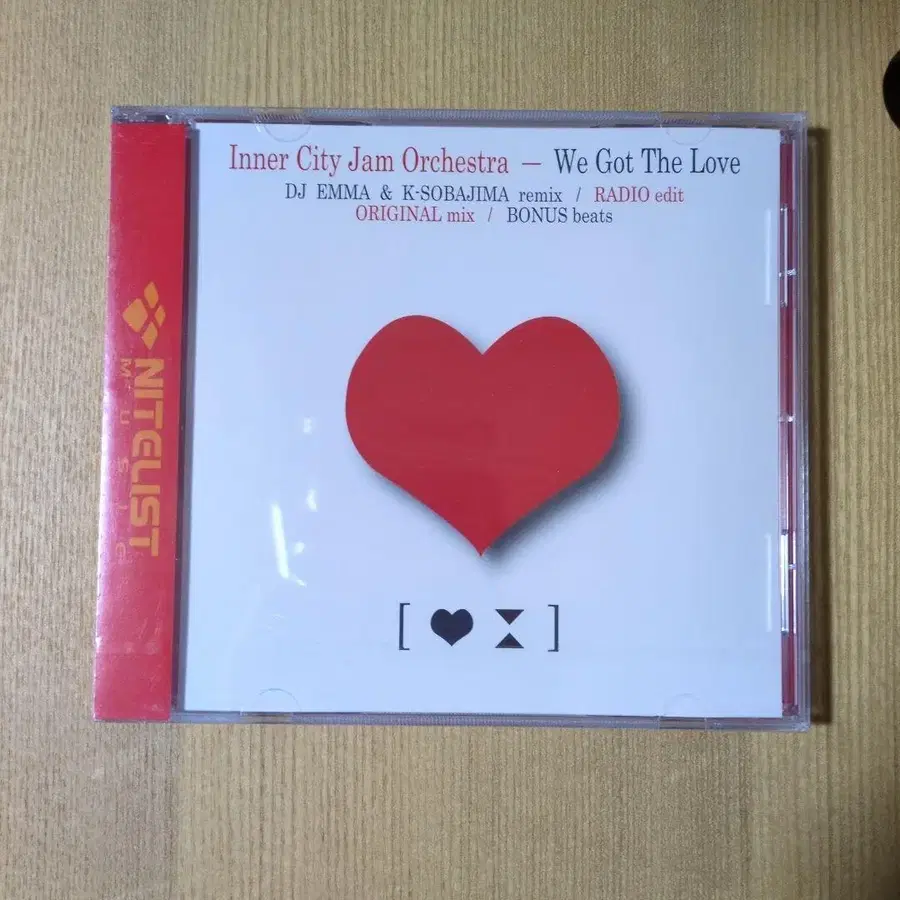 Inner City Jam Orchestra — We Got The Love
DJ EMMA & K-SOBAJIMA remix / RADIO edit
ORIGINAL mix / BONUS beats
[ ♥ ⧗ ]
NITELIST
MUSIC